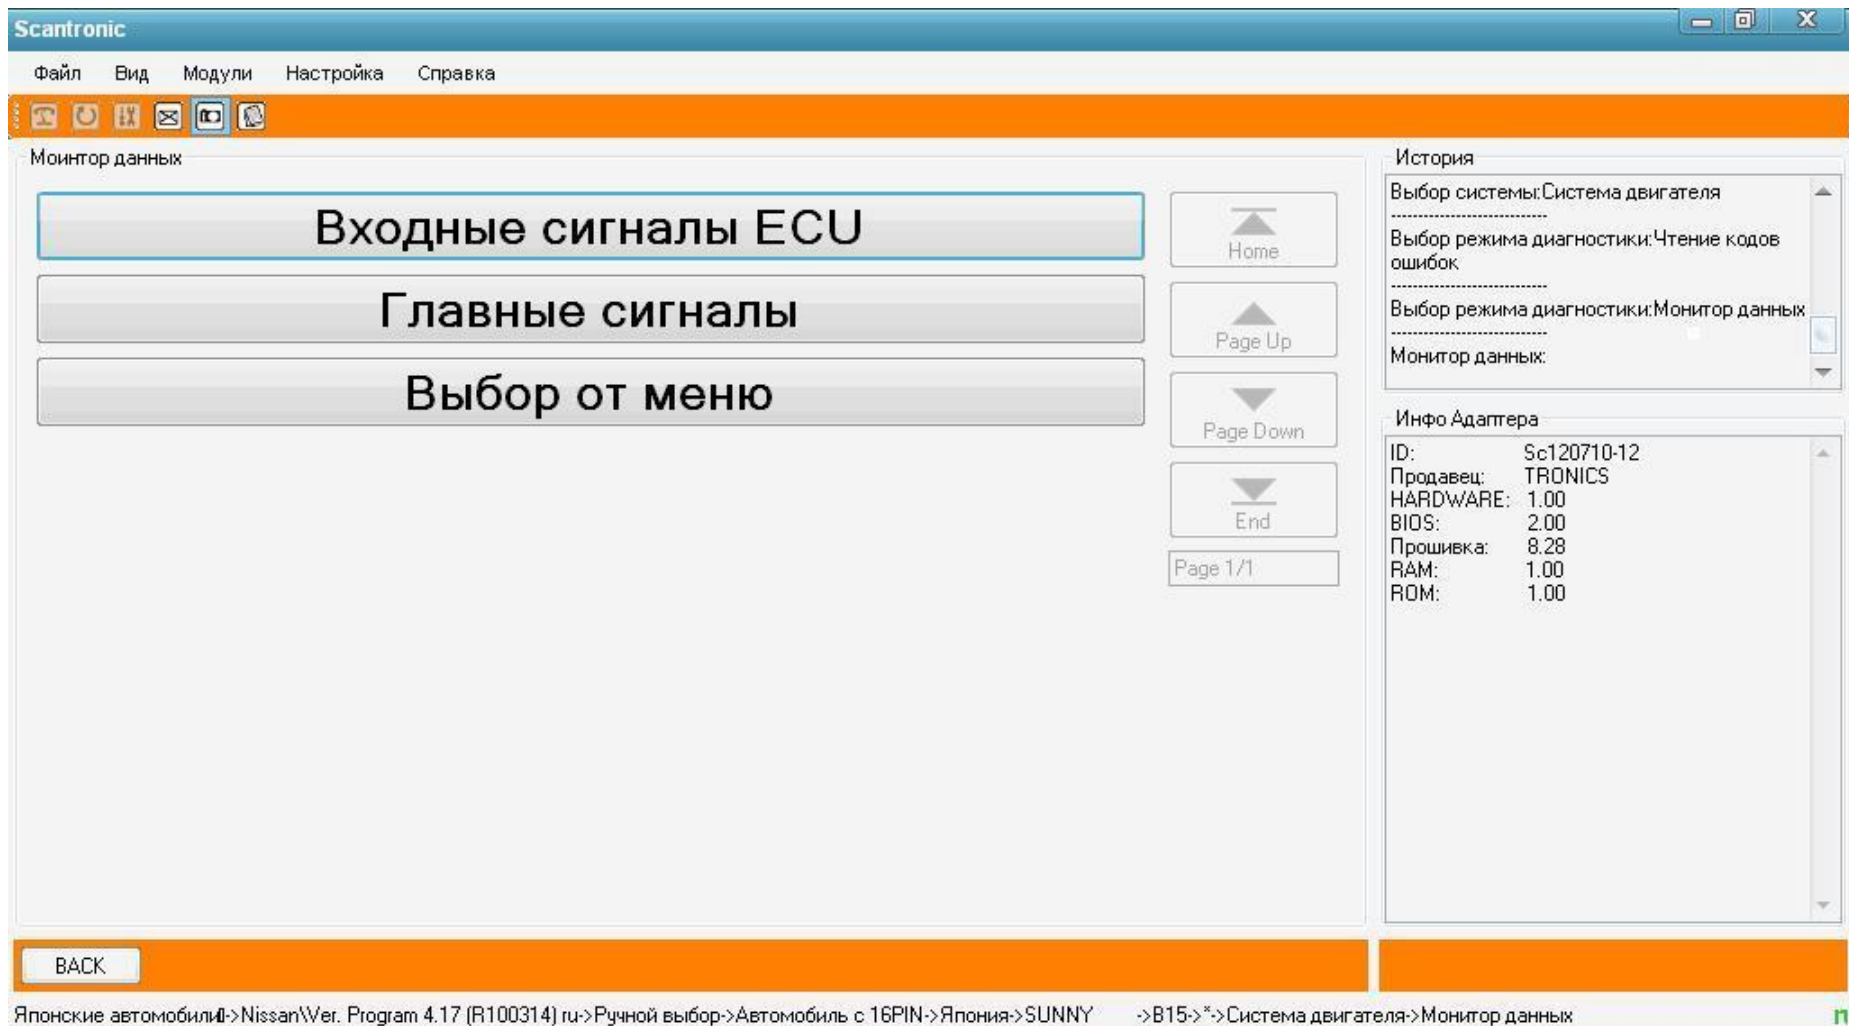 Scantronic
Файл Вид Модули Настройка Справка
Моинтор данных
Входные сигналы ECU
Главные сигналы
Выбор от меню
Home
Page Up
Page Down
End
Page 1/1
История
Выбор системы:Система двигателя
----------------------------
Выбор режима диагностики:Чтение кодов
ошибок
----------------------------
Выбор режима диагностики:Монитор данных
----------------------------
Монитор данных:
Инфо Адаптера
ID: Sc120710-12
Продавец: TRONICS
HARDWARE: 1.00
BIOS: 2.00
Прошивка: 8.28
RAM: 1.00
ROM: 1.00
BACK
Японские автомобили->Nissan\Ver. Program 4.17 (R100314) ru->Ручной выбор->Автомобиль с 16PIN->Япония->SUNNY ->B15->*->Система двигателя->Монитор данных